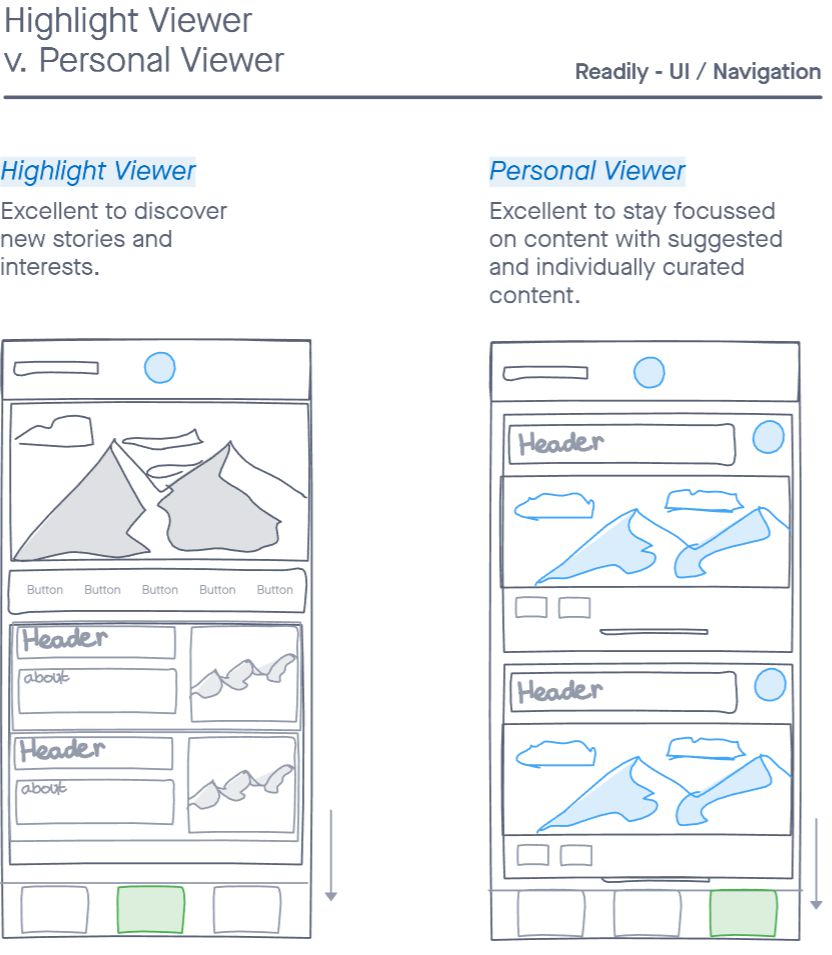 Highlight Viewer
v. Personal Viewer
Readily - UI / Navigation
Highlight Viewer
Excellent to discover
new stories and
interests.
Personal Viewer
Excellent to stay focussed
on content with suggested
and individually curated
content.
Button Button Button Button Button
Header
about
Header
about
Header
Header